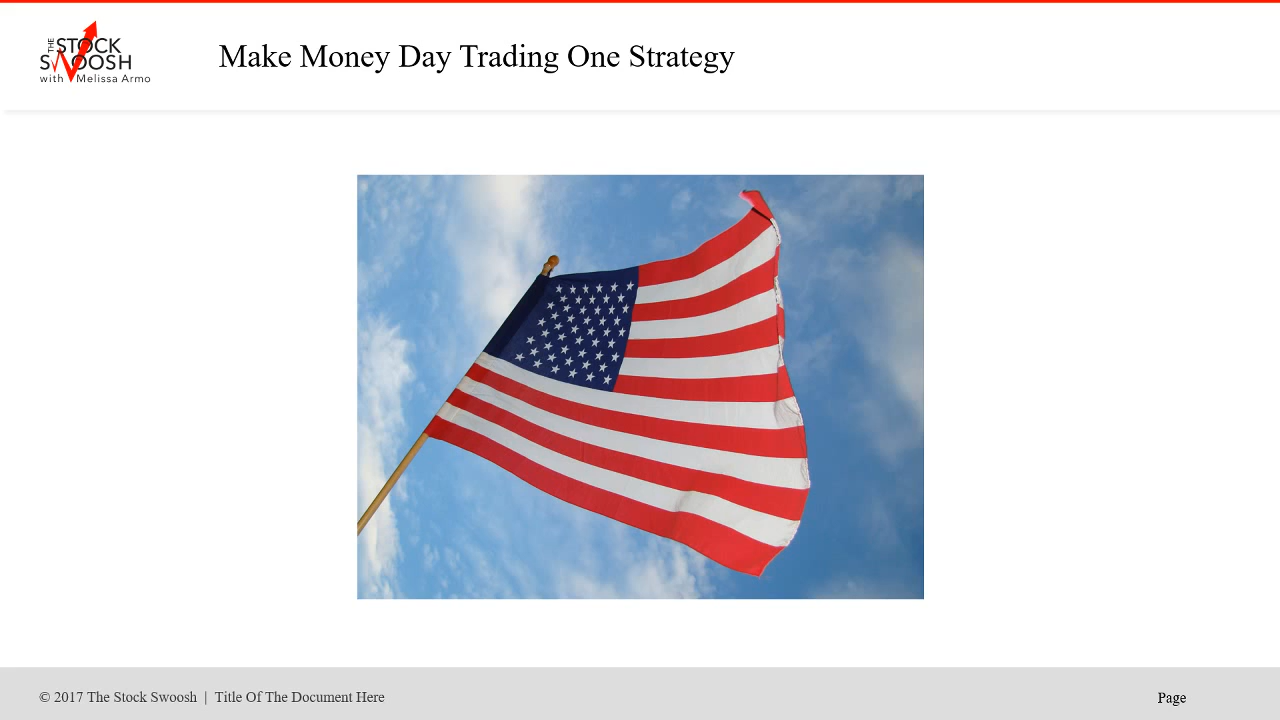 THE STOCK
SWOOSH
with Melissa Armo
Make Money Day Trading One Strategy
© 2017 The Stock Swoosh | Title Of The Document Here
Page